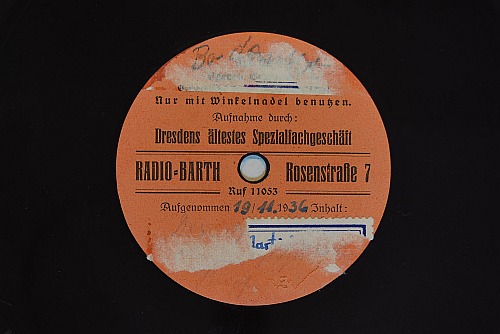 Nur mit Winkelnadel benutzen.
Aufnahme durch:
Dresdens ältestes Spezialfachgeschäft
RADIO-BARTH Rosenstraße 7
Ruf 11053
Aufgenommen 19/11.1936 Inhalt: